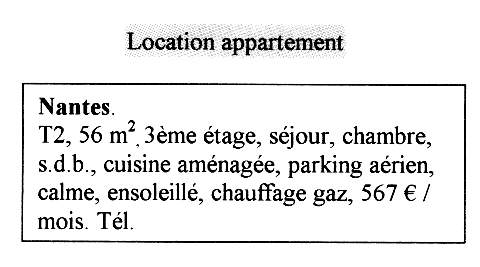 Location appartement
Nantes.
T2, 56 m². 3ème étage, séjour, chambre,
s.d.b., cuisine aménagée, parking aérien,
calme, ensoleillé, chauffage gaz, 567 € /
mois. Tél.